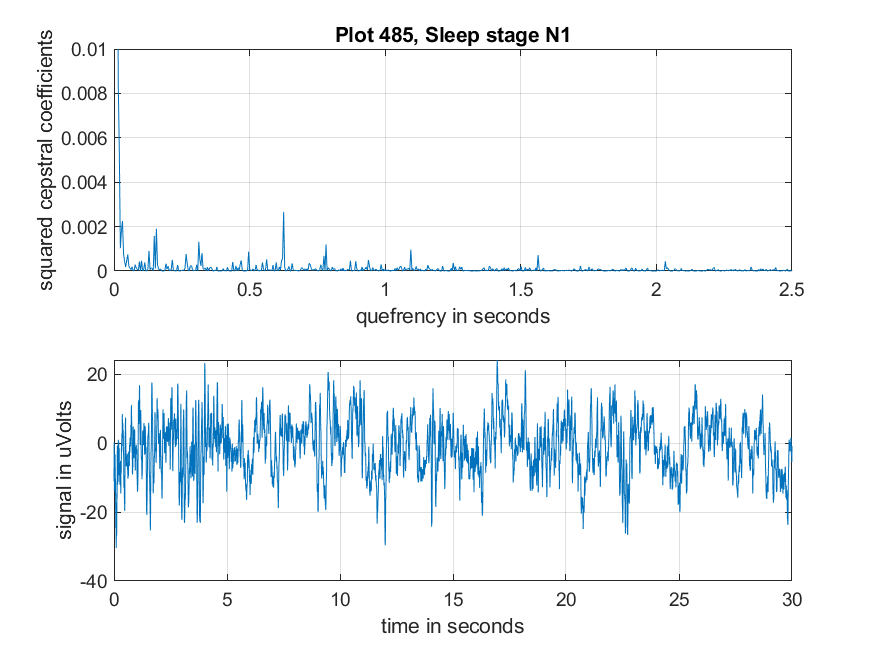 Plot 485, Sleep stage N1
squared cepstral coefficients
0.01
0.008
0.006
0.004
0.002
0
0 0.5 1 1.5 2 2.5
quefrency in seconds
signal in uVolts
20
0
-20
-40
0 5 10 15 20 25 30
time in seconds